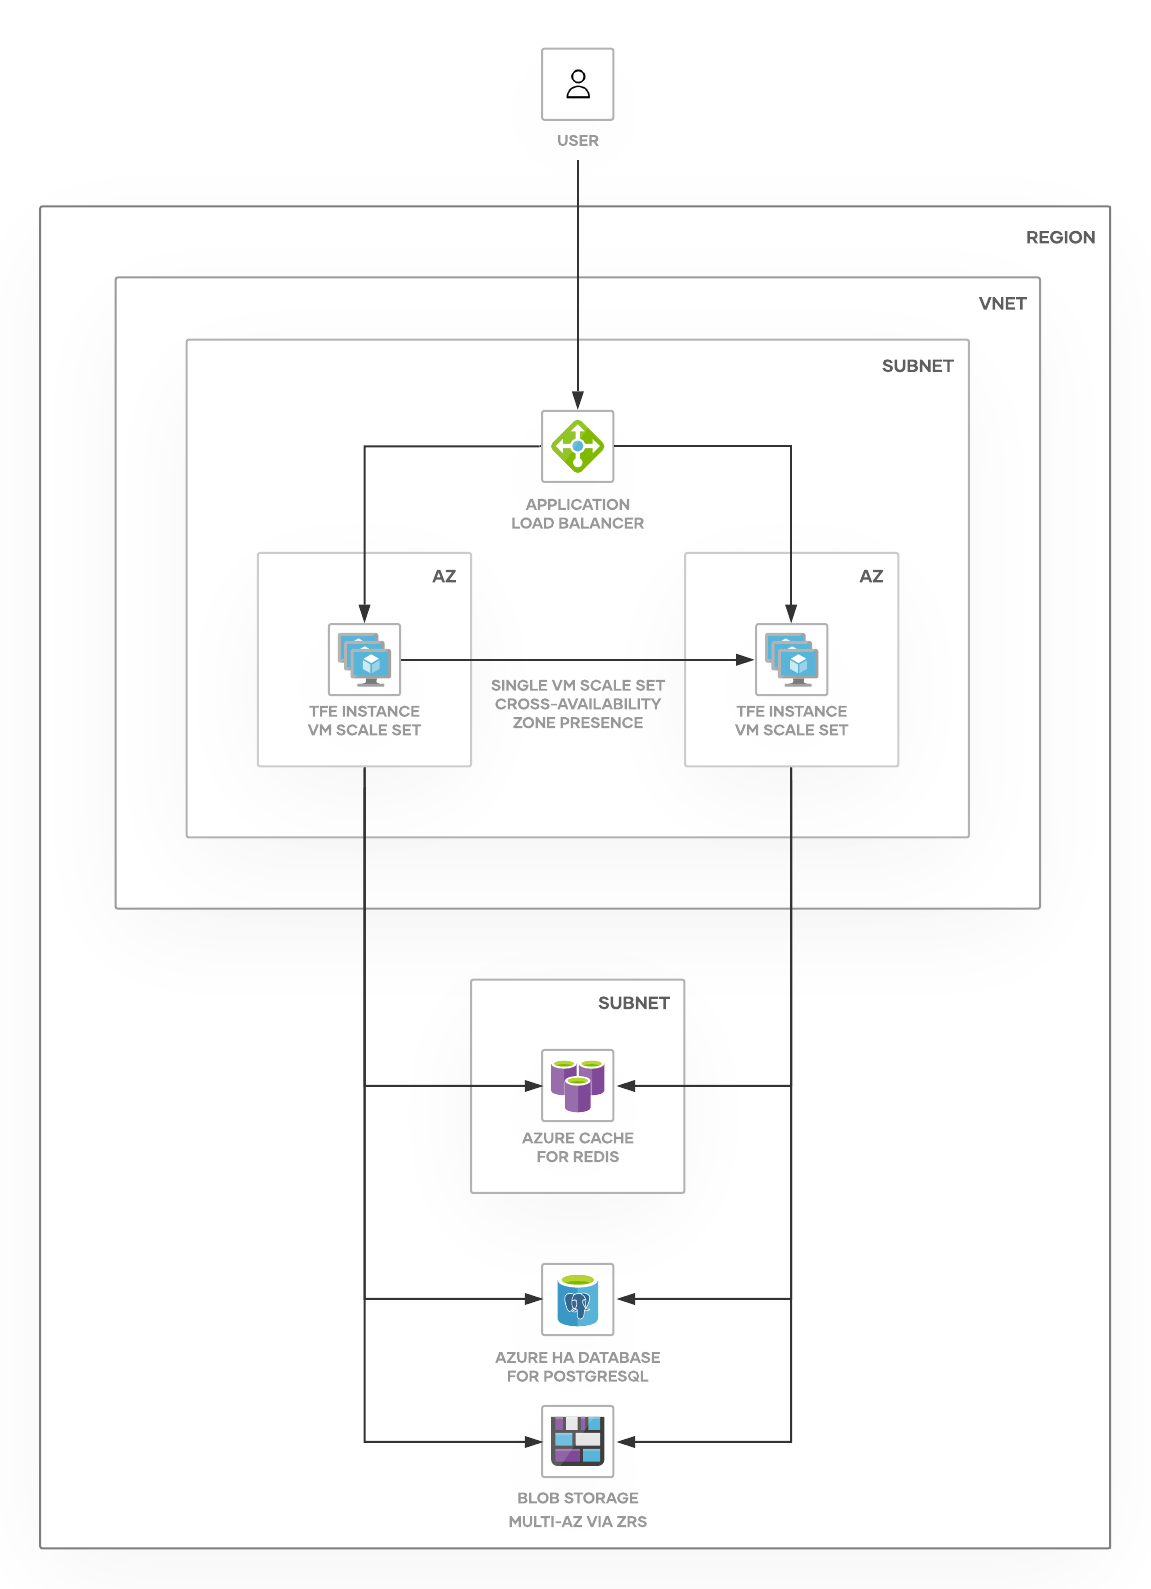 USER
REGION
VNET
SUBNET
APPLICATION
LOAD BALANCER
AZ
AZ
TFE INSTANCE
VM SCALE SET
SINGLE VM SCALE SET
CROSS-AVAILABILITY
ZONE PRESENCE
TFE INSTANCE
VM SCALE SET
SUBNET
AZURE CACHE
FOR REDIS
AZURE HA DATABASE
FOR POSTGRESQL
BLOB STORAGE
MULTI-AZ VIA ZRS